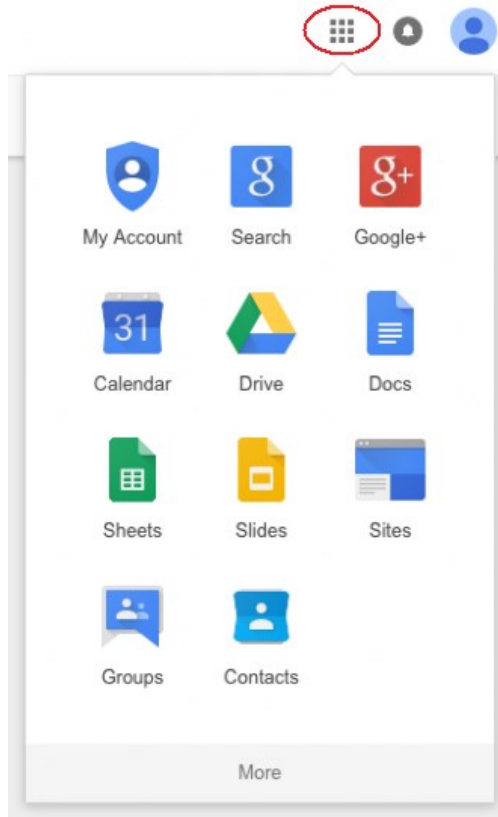 g g+
My Account Search Google+
31
Calendar Drive Docs
Sheets Slides Sites
Groups Contacts
More